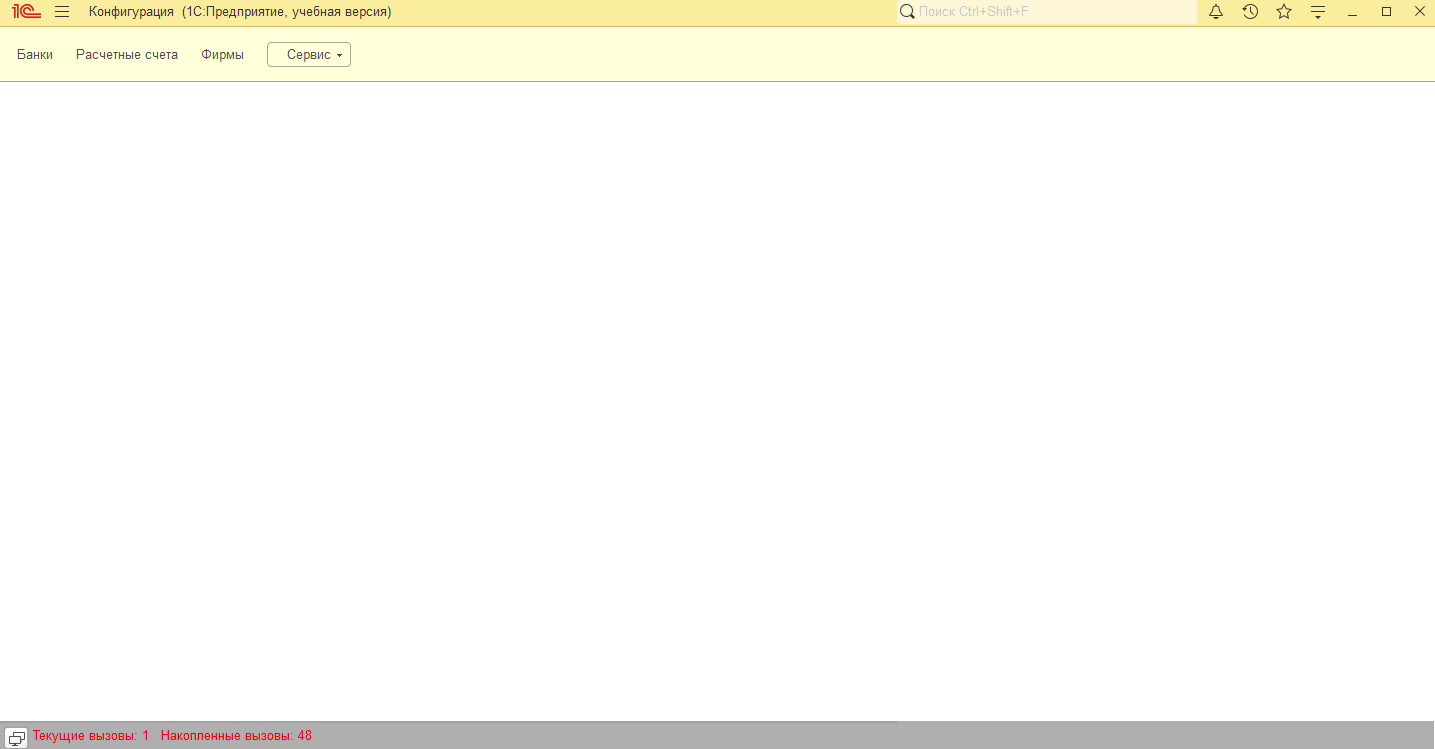 1С Конфигурация (1С:Предприятие, учебная версия) Поиск Ctrl+Shift+F
Банки Расчетные счета Фирмы Сервис
Текущие вызовы: 1 Накопленные вызовы: 48